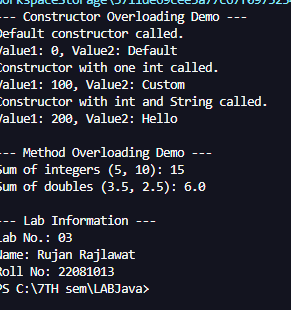 --- Constructor Overloading Demo ---
Default constructor called.
Value1: 0, Value2: Default
Constructor with one int called.
Value1: 100, Value2: Custom
Constructor with int and String called.
Value1: 200, Value2: Hello
--- Method Overloading Demo ---
Sum of integers (5, 10): 15
Sum of doubles (3.5, 2.5): 6.0
--- Lab Information ---
Lab No.: 03
Name: Rujan Rajlawat
Roll No: 22081013
PS C:\7TH sem\LABJava>